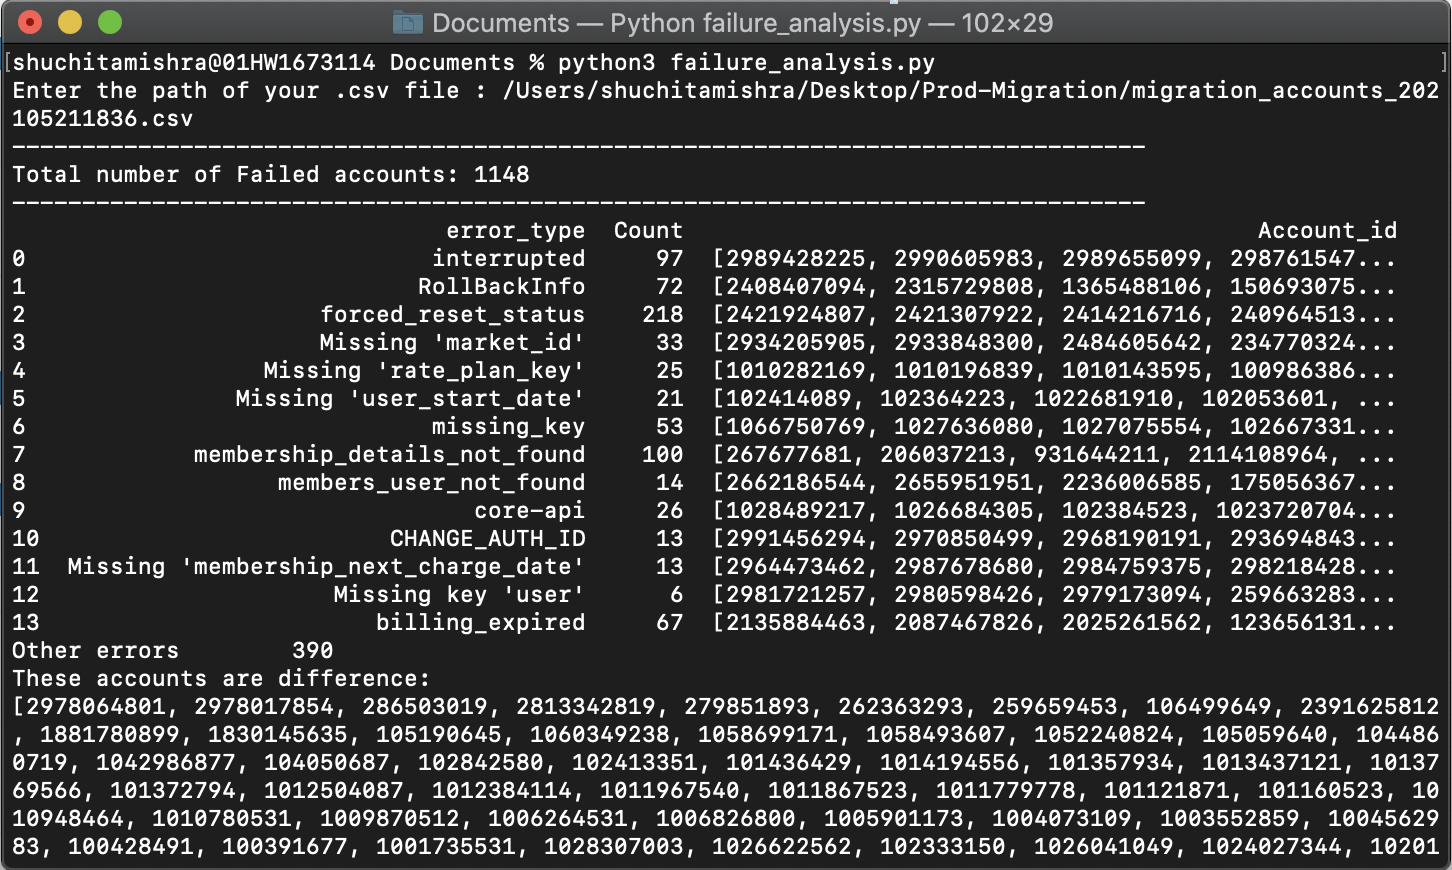 Documents — Python failure_analysis.py — 102×29
[shuchitamishra@01HW1673114 Documents % python3 failure_analysis.py ]
Enter the path of your .csv file : /Users/shuchitamishra/Desktop/Prod-Migration/migration_accounts_202
105211836.csv
---------------------------------------------------------------------------------
Total number of Failed accounts: 1148
---------------------------------------------------------------------------------
error_type Count Account_id
0 interrupted 97 [2989428225, 2990605983, 2989655099, 298761547...
1 RollBackInfo 72 [2408407094, 2315729808, 1365488106, 150693075...
2 forced_reset_status 218 [2421924807, 2421307922, 2414216716, 240964513...
3 Missing 'market_id' 33 [2934205905, 2933848300, 2484605642, 234770324...
4 Missing 'rate_plan_key' 25 [1010282169, 1010196839, 1010143595, 100986386...
5 Missing 'user_start_date' 21 [102414089, 102364223, 1022681910, 102053601, ...
6 missing_key 53 [1066750769, 1027636080, 1027075554, 102667331...
7 membership_details_not_found 100 [267677681, 206037213, 931644211, 2114108964, ...
8 members_user_not_found 14 [2662186544, 2655951951, 2236006585, 175056367...
9 core-api 26 [1028489217, 1026684305, 102384523, 1023720704...
10 CHANGE_AUTH_ID 13 [2991456294, 2970850499, 2968190191, 293694843...
11 Missing 'membership_next_charge_date' 13 [2964473462, 2987678680, 2984759375, 298218428...
12 Missing key 'user' 6 [2981721257, 2980598426, 2979173094, 259663283...
13 billing_expired 67 [2135884463, 2087467826, 2025261562, 123656131...
Other errors 390
These accounts are difference:
[2978064801, 2978017854, 286503019, 2813342819, 279851893, 262363293, 259659453, 106499649, 2391625812
, 1881780899, 1830145635, 105190645, 1060349238, 1058699171, 1058493607, 1052240824, 105059640, 104486
0719, 1042986877, 104050687, 102842580, 102413351, 101436429, 1014194556, 101357934, 1013437121, 10137
69566, 101372794, 1012504087, 1012384114, 1011967540, 1011867523, 1011779778, 101121871, 101160523, 10
10948464, 1010780531, 1009870512, 1006264531, 1006826800, 1005901173, 1004073109, 1003552859, 10045629
83, 100428491, 100391677, 1001735531, 1028307003, 1026622562, 102333150, 1026041049, 1024027344, 10201